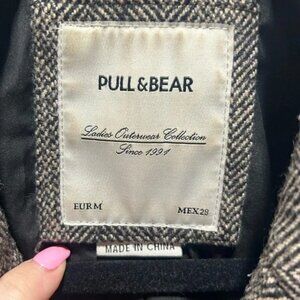 PULL&BEAR
Ladies Outerwear Collection
Since 1991
EUR M MEX 28
MADE IN CHINA